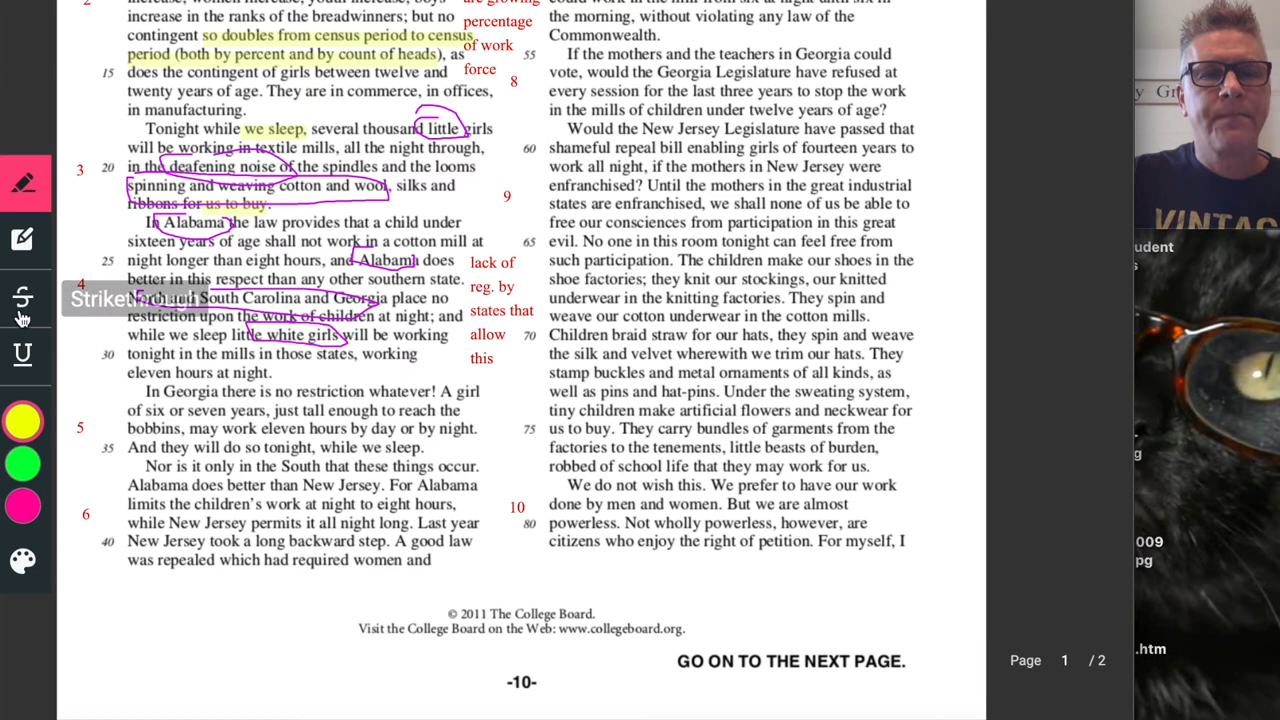 increase in the ranks of the breadwinners; but no
contingent so doubles from census period to census
period (both by percent and by count of heads), as
15 does the contingent of girls between twelve and
twenty years of age. They are in commerce, in offices,
in manufacturing.
Tonight while we sleep, several thousand little girls
will be working in textile mills, all the night through,
3 20 in the deafening noise of the spindles and the looms
spinning and weaving cotton and wool, silks and
ribbons for us to buy.
In Alabama the law provides that a child under
sixteen years of age shall not work in a cotton mill at
25 night longer than eight hours, and Alabama does
4 better in this respect than any other southern state.
South Carolina and Georgia place no
restriction upon the work of children at night; and
while we sleep little white girls will be working
30 tonight in the mills in those states, working
eleven hours at night.
In Georgia there is no restriction whatever! A girl
of six or seven years, just tall enough to reach the
5 bobbins, may work eleven hours by day or by night.
35 And they will do so tonight, while we sleep.
Nor is it only in the South that these things occur.
Alabama does better than New Jersey. For Alabama
6 limits the children's work at night to eight hours,
while New Jersey permits it all night long. Last year
40 New Jersey took a long backward step. A good law
was repealed which had required women and
percentage
of work
force
lack of
reg. by
states that
allow
this
Strikethrough
the morning, without violating any law of the
Commonwealth.
55 If the mothers and the teachers in Georgia could
vote, would the Georgia Legislature have refused at
8 every session for the last three years to stop the work
in the mills of children under twelve years of age?
Would the New Jersey Legislature have passed that
60 shameful repeal bill enabling girls of fourteen years to
work all night, if the mothers in New Jersey were
9 enfranchised? Until the mothers in the great industrial
states are enfranchised, we shall none of us be able to
free our consciences from participation in this great
65 evil. No one in this room tonight can feel free from
such participation. The children make our shoes in the
shoe factories; they knit our stockings, our knitted
underwear in the knitting factories. They spin and
weave our cotton underwear in the cotton mills.
70 Children braid straw for our hats, they spin and weave
the silk and velvet wherewith we trim our hats. They
stamp buckles and metal ornaments of all kinds, as
well as pins and hat-pins. Under the sweating system,
tiny children make artificial flowers and neckwear for
75 us to buy. They carry bundles of garments from the
factories to the tenements, little beasts of burden,
robbed of school life that they may work for us.
We do not wish this. We prefer to have our work
10 done by men and women. But we are almost
80 powerless. Not wholly powerless, however, are
citizens who enjoy the right of petition. For myself, I
© 2011 The College Board.
Visit the College Board on the Web: www.collegeboard.org.
GO ON TO THE NEXT PAGE.
-10-
Page 1 / 2
y Gr
VINTAG
udent
s
g
009
pg
.htm